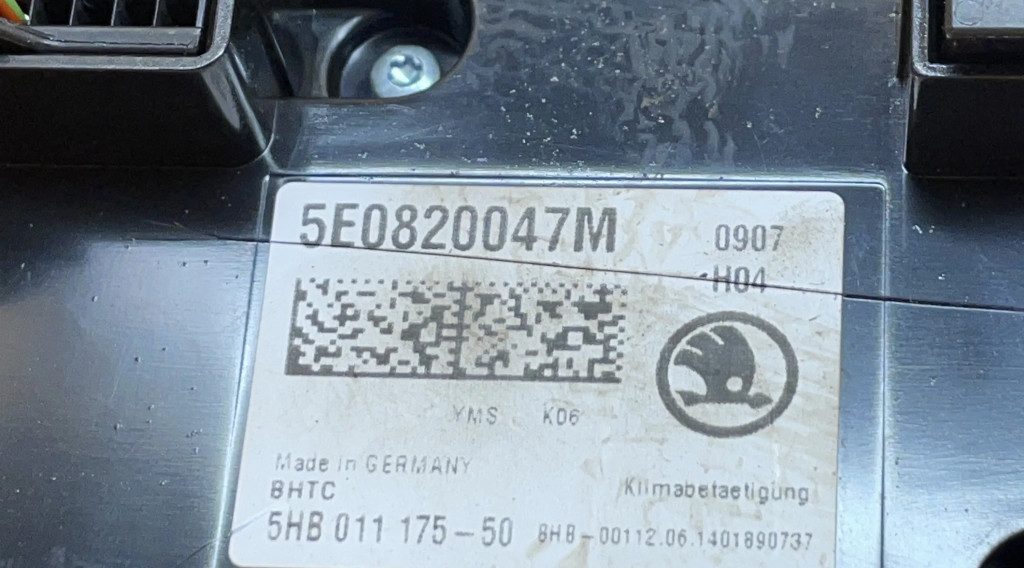 5E0820047M 0907
H04
YMS K06
Made in GERMANY
BHTC Klimabetaetigung
5HB 011 175-50 8HB-00112.06.1401890737